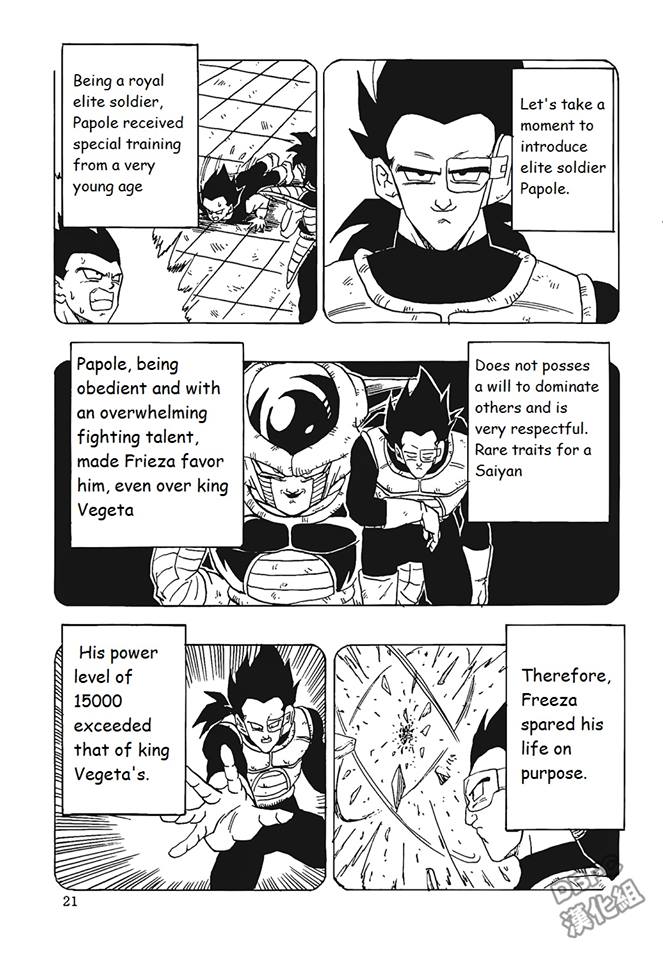 Let's take a
moment to
introduce
elite soldier
Papole.
Being a royal
elite soldier,
Papole received
special training
from a very
young age
Does not posses
a will to dominate
others and is
very respectful.
Rare traits for a
Saiyan
Papole, being
obedient and with
an overwhelming
fighting talent,
made Frieza favor
him, even over king
Vegeta
Therefore,
Freeza
spared his
life on
purpose.
His power
level of
15000
exceeded
that of king
Vegeta's.
21
漢化組